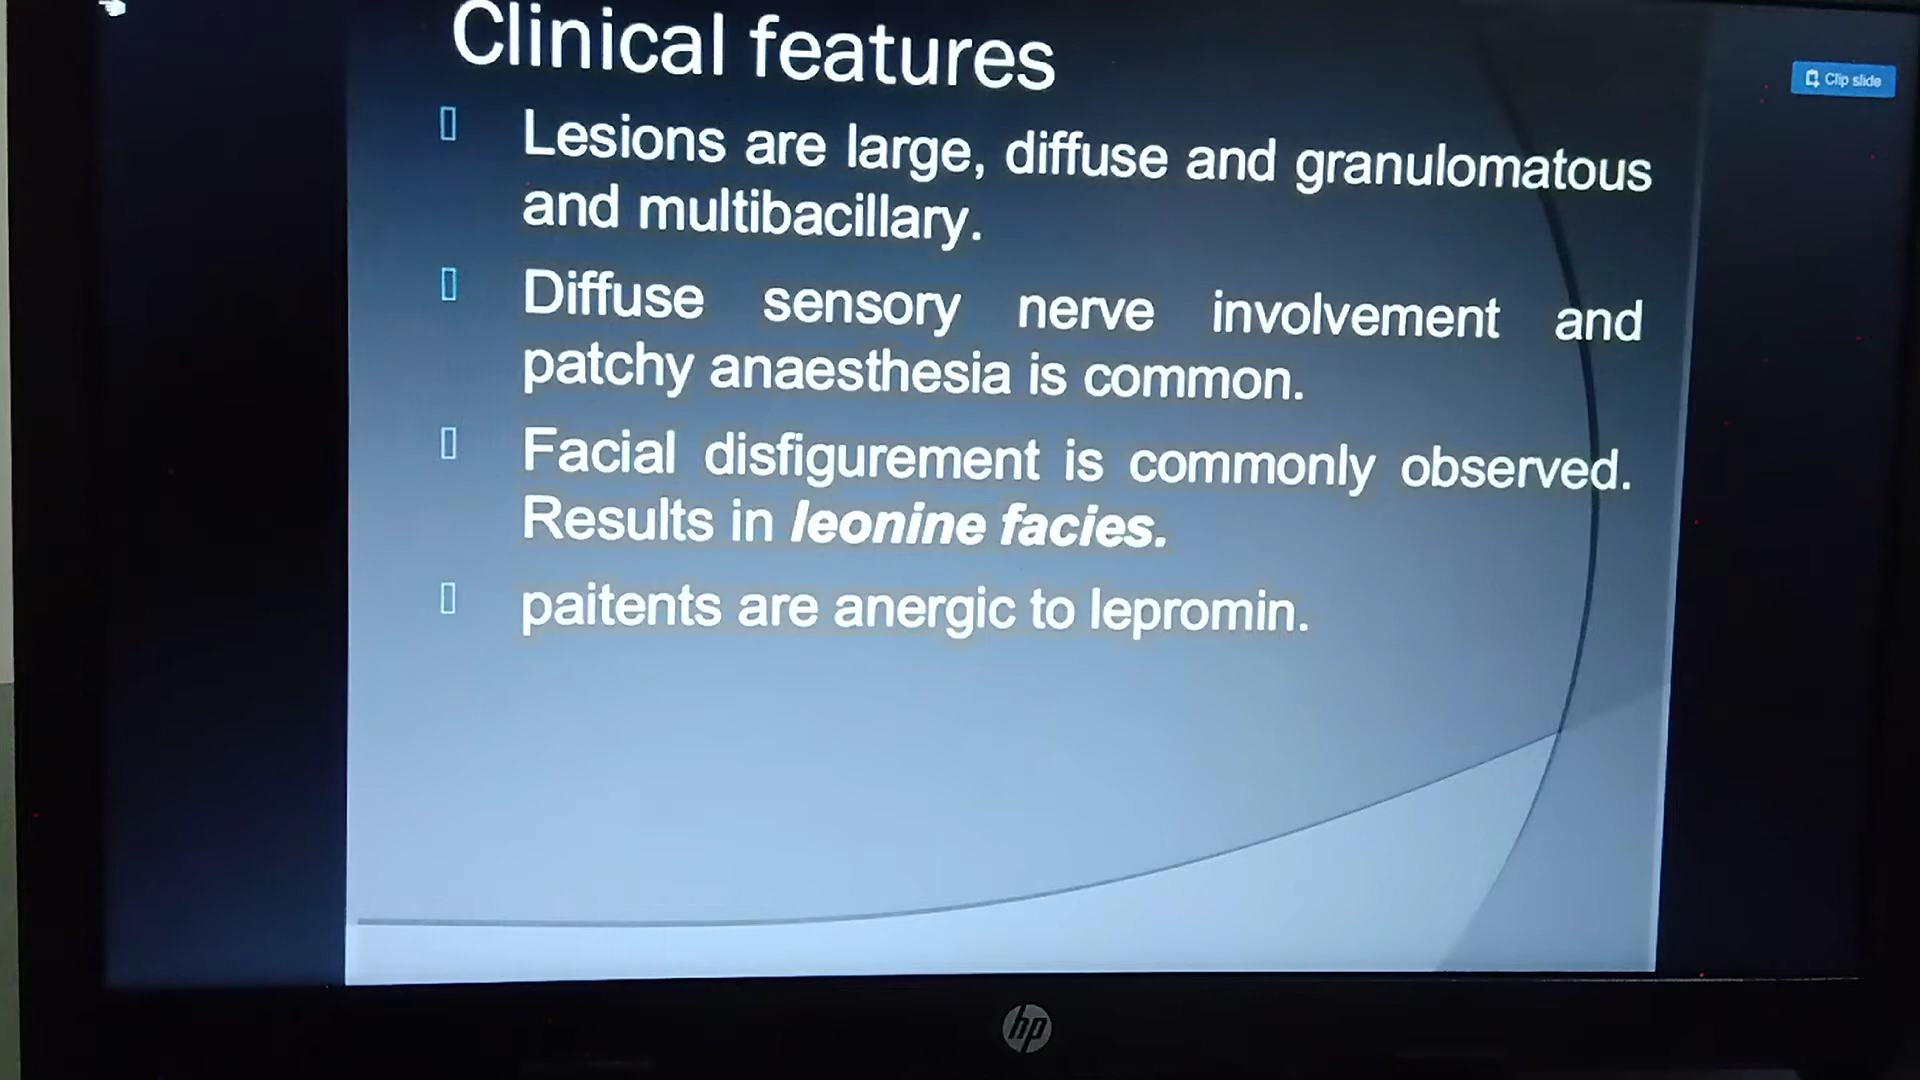 Clinical features
Clip slide
Lesions are large, diffuse and granulomatous
and multibacillary.
Diffuse sensory nerve involvement and
patchy anaesthesia is common.
Facial disfigurement is commonly observed.
Results in leonine facies.
paitents are anergic to lepromin.
hp